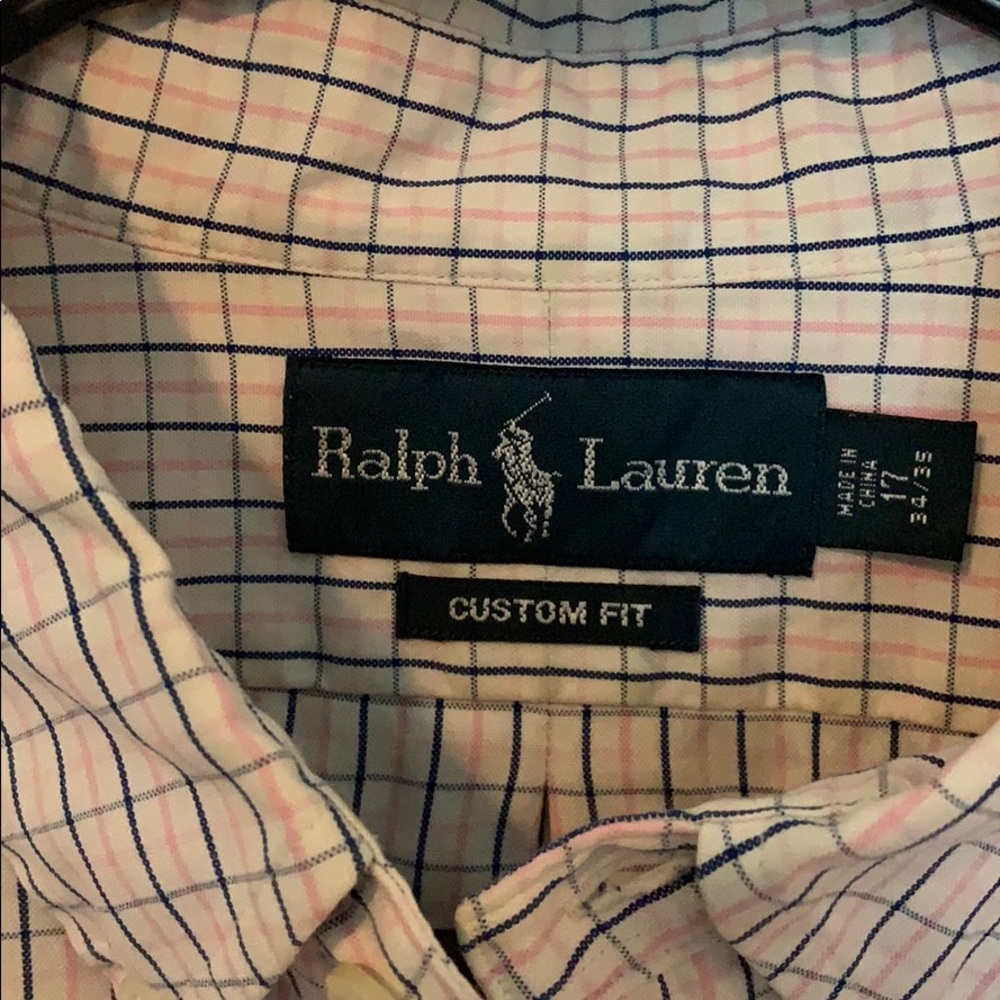 Ralph Lauren
CUSTOM FIT
MADE IN
CHINA
17
34/35